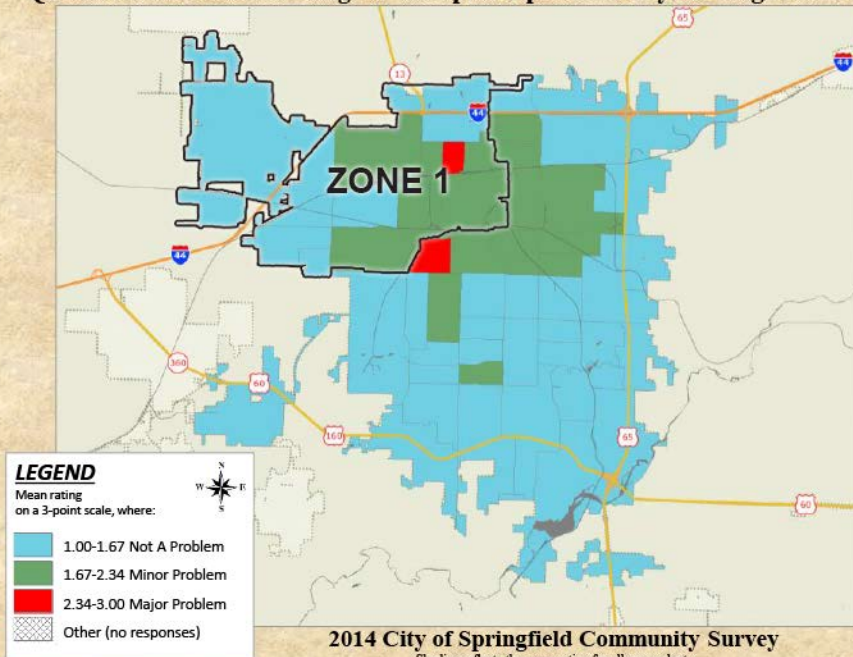 65
44
13
44
ZONE 1
44
360
60
160
65
60
LEGEND
N
W E
S
Mean rating
on a 3-point scale, where:
1.00-1.67 Not A Problem
1.67-2.34 Minor Problem
2.34-3.00 Major Problem
Other (no responses)
2014 City of Springfield Community Survey